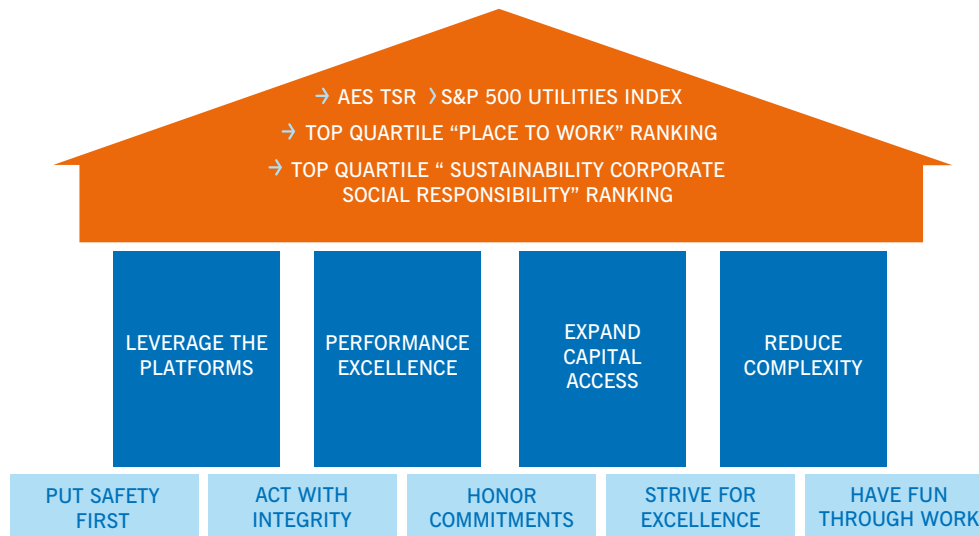 → AES TSR > S&P 500 UTILITIES INDEX
→ TOP QUARTILE “PLACE TO WORK” RANKING
→ TOP QUARTILE “ SUSTAINABILITY CORPORATE
SOCIAL RESPONSIBILITY” RANKING
LEVERAGE THE
PLATFORMS
PERFORMANCE
EXCELLENCE
EXPAND
CAPITAL
ACCESS
REDUCE
COMPLEXITY
PUT SAFETY
FIRST
ACT WITH
INTEGRITY
HONOR
COMMITMENTS
STRIVE FOR
EXCELLENCE
HAVE FUN
THROUGH WORK